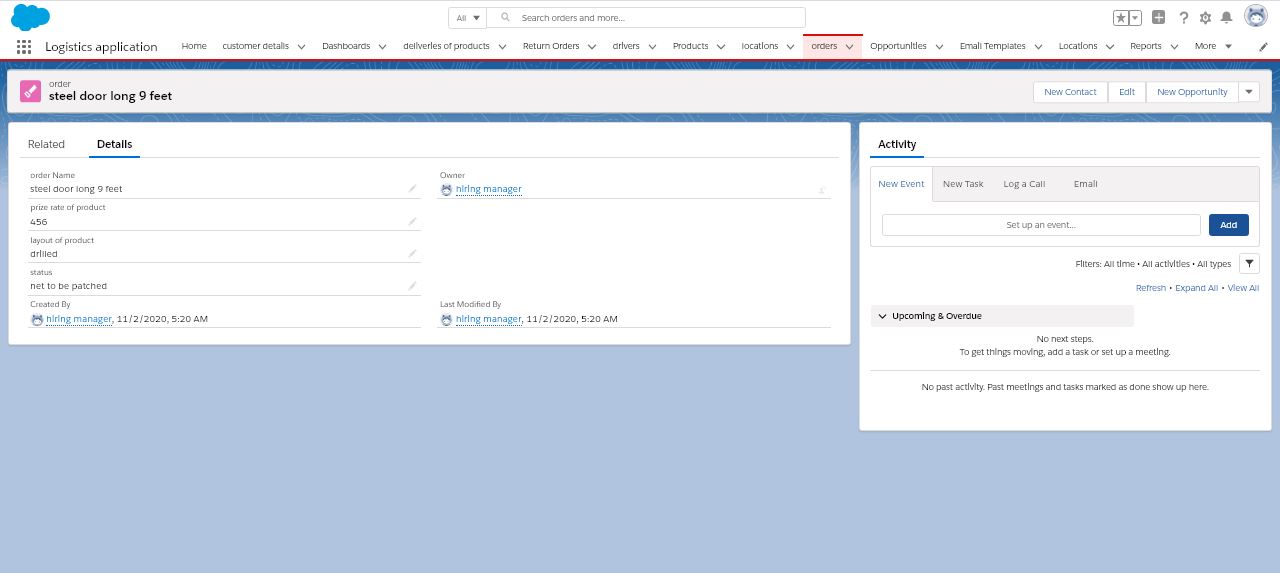 All
Search orders and more...
Logistics application
Home
customer details
Dashboards
deliveries of products
Return Orders
drivers
Products
locations
orders
Opportunities
Email Templates
Locations
Reports
More
order
steel door long 9 feet
New Contact
Edit
New Opportunity
Related
Details
order Name
steel door long 9 feet
Owner
hiring manager
prize rate of product
456
layout of product
drilled
status
net to be patched
Created By
hiring manager, 11/2/2020, 5:20 AM
Last Modified By
hiring manager, 11/2/2020, 5:20 AM
Activity
New Event
New Task
Log a Call
Email
Set up an event...
Add
Filters: All time • All activities • All types
Refresh • Expand All • View All
Upcoming & Overdue
No next steps.
To get things moving, add a task or set up a meeting.
No past activity. Past meetings and tasks marked as done show up here.